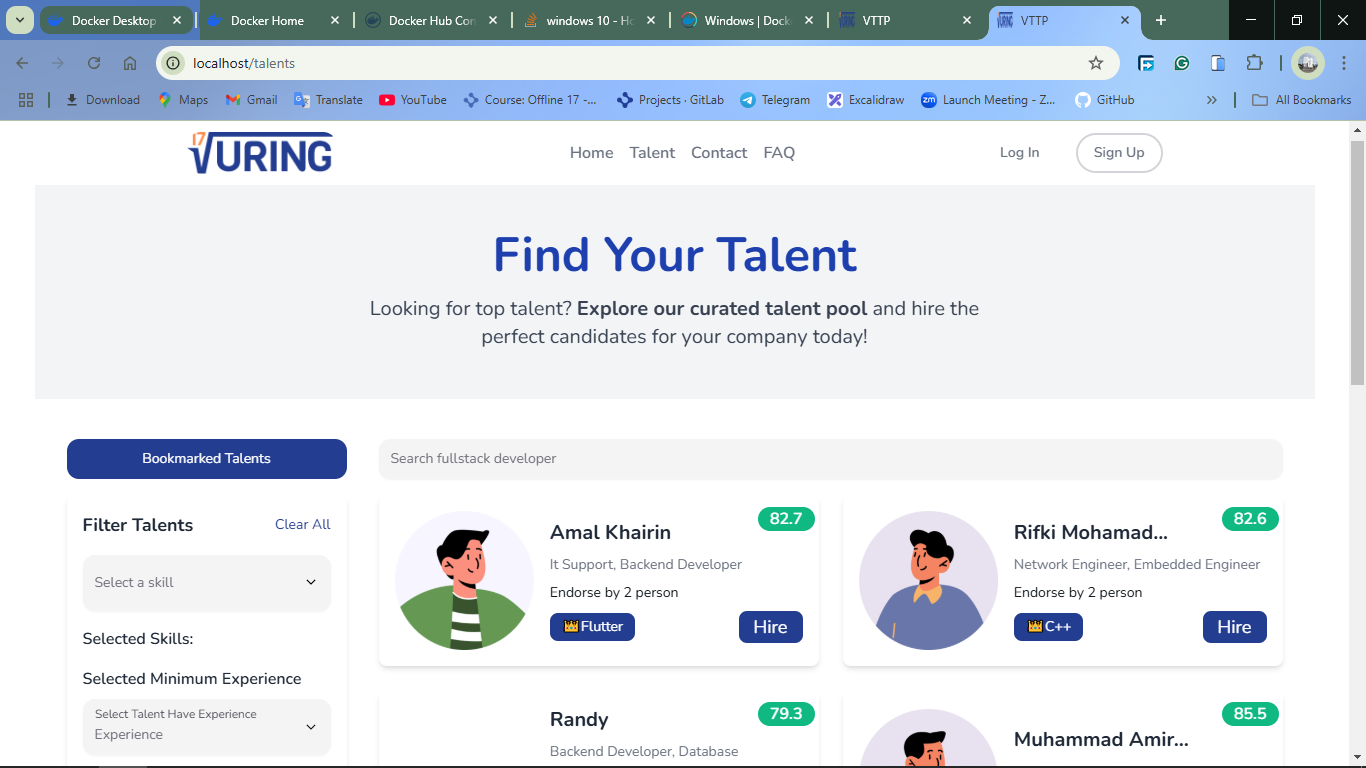 Docker Desktop
Docker Home
Docker Hub Con
windows 10 - Ho
Windows | Dock
VTTP
VTTP
localhost/talents
Download
Maps
Gmail
Translate
YouTube
Course: Offline 17 -...
Projects · GitLab
Telegram
Excalidraw
zm
Launch Meeting - Z...
GitHub
»
All Bookmarks
17
VURING
Home
Talent
Contact
FAQ
Log In
Sign Up
Find Your Talent
Looking for top talent? Explore our curated talent pool and hire the
perfect candidates for your company today!
Bookmarked Talents
Search fullstack developer
Filter Talents
Clear All
Select a skill
Selected Skills:
Selected Minimum Experience
Select Talent Have Experience
Experience
82.7
Amal Khairin
It Support, Backend Developer
Endorse by 2 person
Flutter
Hire
82.6
Rifki Mohamad...
Network Engineer, Embedded Engineer
Endorse by 2 person
C++
Hire
79.3
Randy
Backend Developer, Database
85.5
Muhammad Amir...